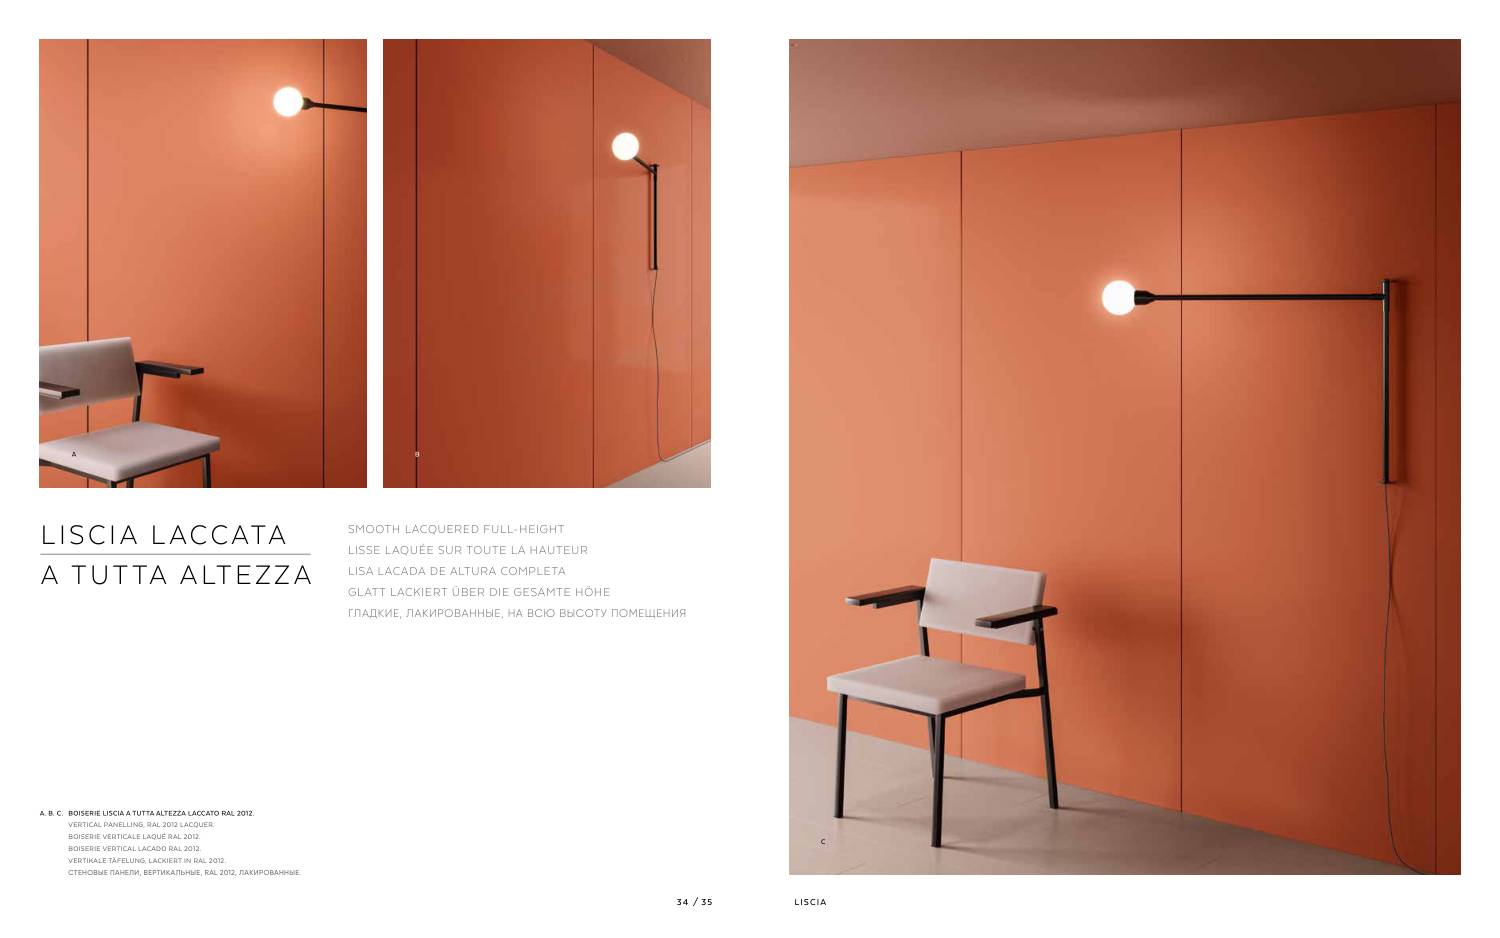 A
B
LISCIA LACCATA
A TUTTA ALTEZZA
SMOOTH LACQUERED FULL-HEIGHT
LISSE LAQUÉE SUR TOUTE LA HAUTEUR
LISA LACADA DE ALTURA COMPLETA
GLATT LACKIERT ÜBER DIE GESAMTE HÖHE
ГЛАДКИЕ, ЛАКИРОВАННЫЕ, НА ВСЮ ВЫСОТУ ПОМЕЩЕНИЯ
A. B. C. BOISERIE LISCIA A TUTTA ALTEZZA LACCATO RAL 2012.
VERTICAL PANELLING, RAL 2012 LACQUER.
BOISERIE VERTICALE LAQUÉ RAL 2012.
BOISERIE VERTICAL LACADO RAL 2012.
VERTIKALE TÄFELUNG, LACKIERT IN RAL 2012.
СТЕНОВЫЕ ПАНЕЛИ, ВЕРТИКАЛЬНЫЕ, RAL 2012, ЛАКИРОВАННЫЕ.
34 / 35
C
LISCIA